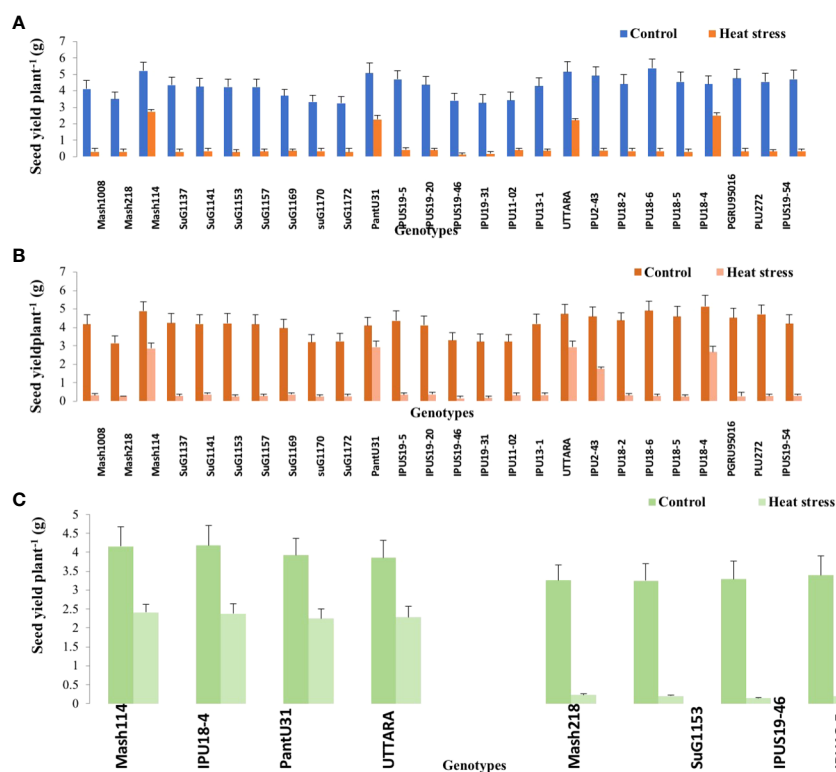 A
Control Heat stress
Seed yield plant-1 (g)
7
6
5
4
3
2
1
0
Mash1008 Mash218 Mash114 SuG1137 SuG1141 SuG1153 SuG1157 SuG1169 suG1170 SuG1172 PantU31 IPUS19-5 IPUS19-20 IPUS19-46 IPU19-31 IPU11-02 IPU13-1 UTTARA IPU2-43 IPU18-2 IPU18-6 IPU18-5 IPU18-4 PGRU95016 PLU272 IPUS19-54
Genotypes
B
Control Heat stress
Seed yieldplant-1 (g)
7
6
5
4
3
2
1
0
Genotypes
Mash1008 Mash218 Mash114 SuG1137 SuG1141 SuG1153 SuG1157 SuG1169 suG1170 SuG1172 PantU31 IPUS19-5 IPUS19-20 IPUS19-46 IPU19-31 IPU11-02 IPU13-1 UTTARA IPU2-43 IPU18-2 IPU18-6 IPU18-5 IPU18-4 PGRU95016 PLU272 IPUS19-54
C
Control Heat stress
Seed yield plant-1 (g)
5
4.5
4
3.5
3
2.5
2
1.5
1
0.5
0
Mash114 IPU18-4 PantU31 UTTARA Mash218 SuG1153 IPUS19-46
Genotypes